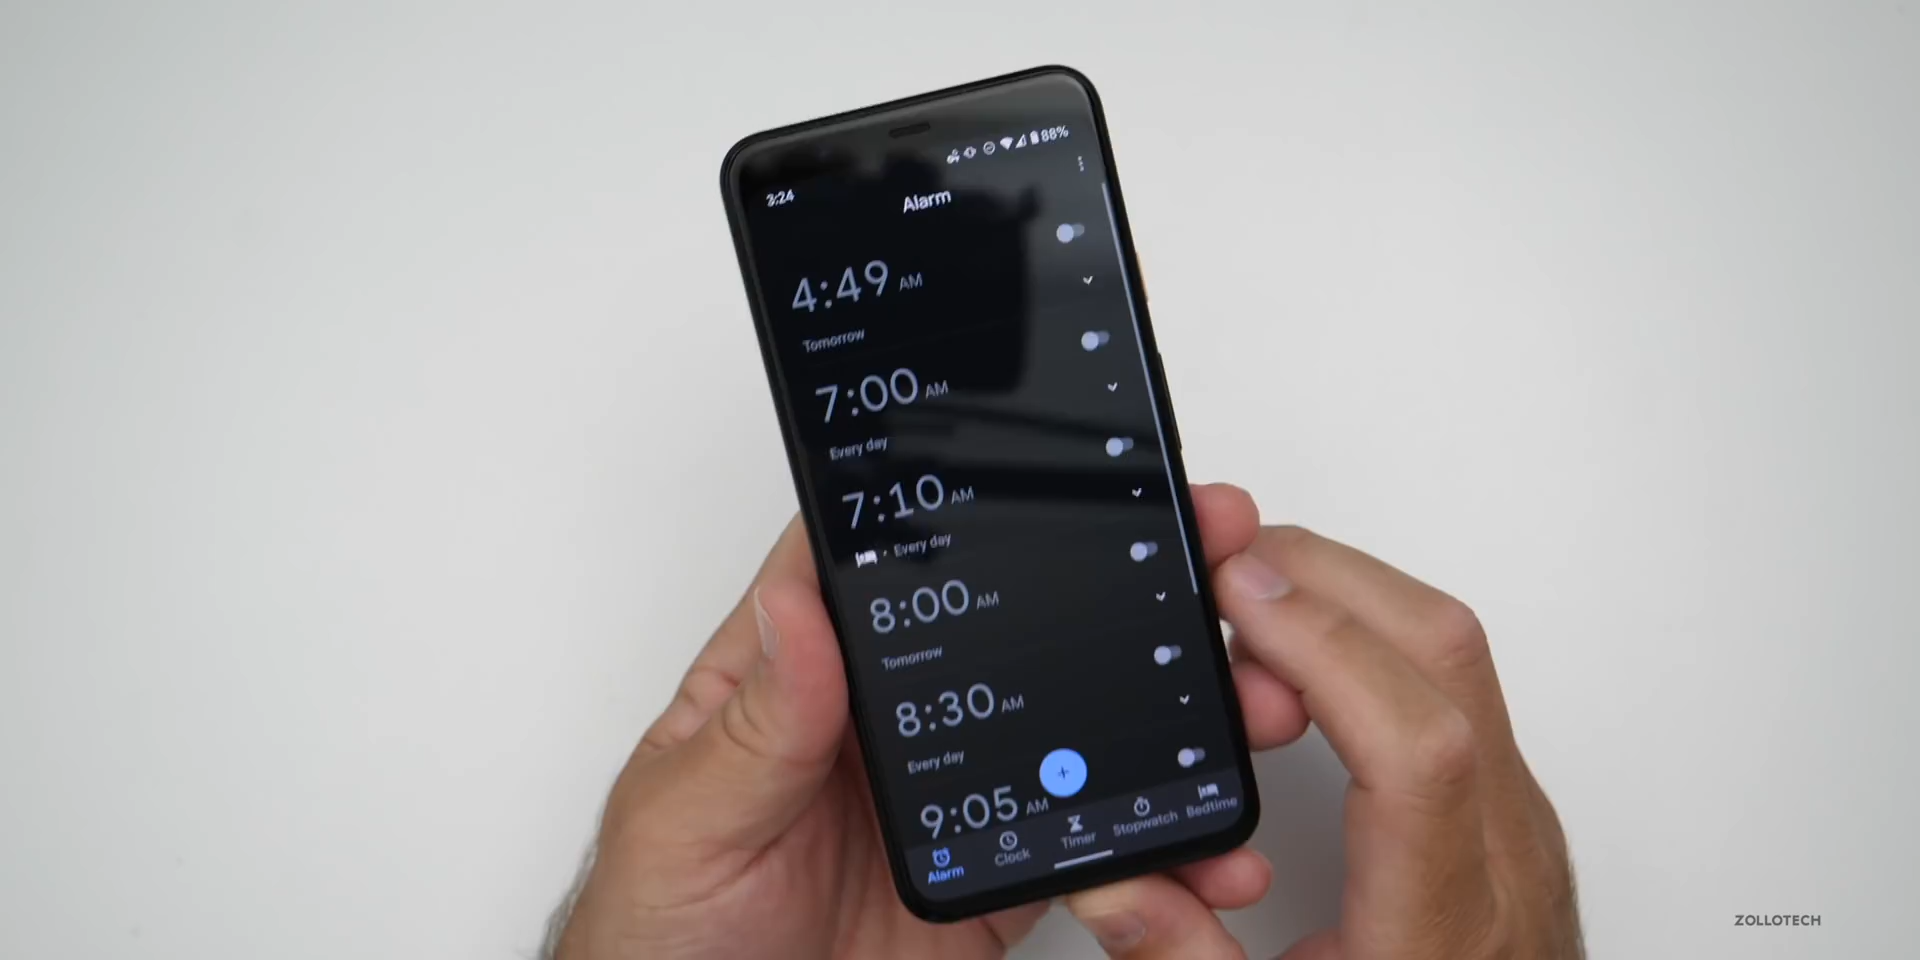 88%
3:24
Alarm
4:49 AM
Tomorrow
7:00 AM
Every day
7:10 AM
• Every day
8:00 AM
Tomorrow
8:30 AM
Every day
+
9:05 AM
Alarm
Clock
Timer
Stopwatch
Bedtime
ZOLLOTECH